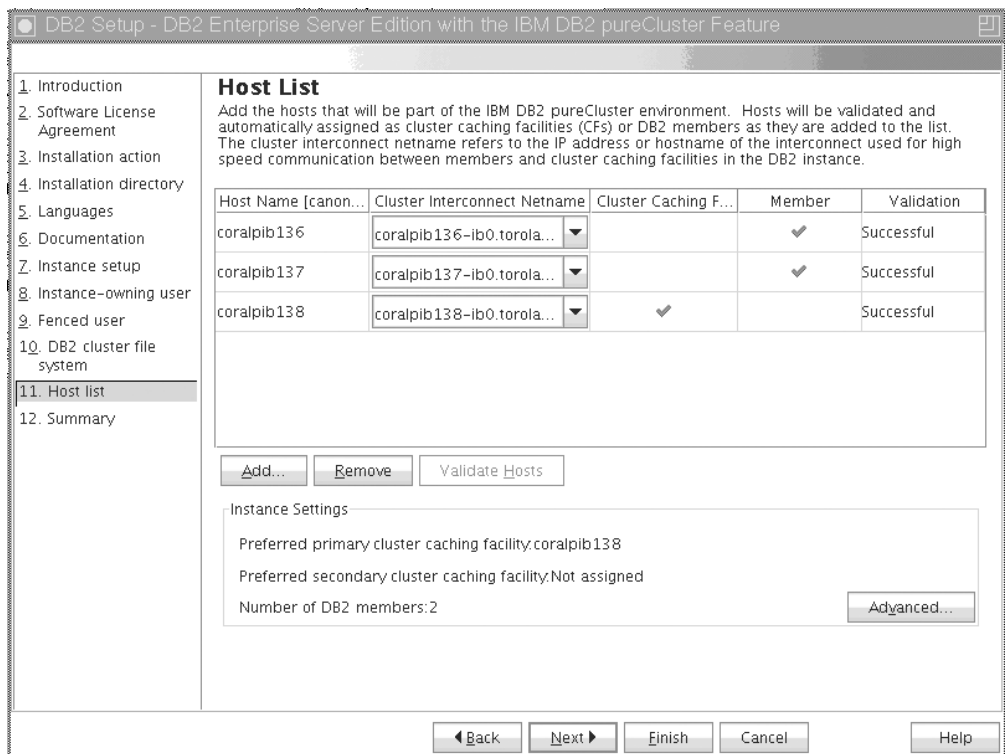 DB2 Setup - DB2 Enterprise Server Edition with the IBM DB2 pureCluster Feature
1. Introduction
2. Software License
Agreement
3. Installation action
4. Installation directory
5. Languages
6. Documentation
7. Instance setup
8. Instance-owning user
9. Fenced user
10. DB2 cluster file
system
11. Host list
12. Summary
Host List
Add the hosts that will be part of the IBM DB2 pureCluster environment. Hosts will be validated and
automatically assigned as cluster caching facilities (CFs) or DB2 members as they are added to the list.
The cluster interconnect netname refers to the IP address or hostname of the interconnect used for high
speed communication between members and cluster caching facilities in the DB2 instance.
Host Name [canon... Cluster Interconnect Netname Cluster Caching F... Member Validation
coralpib136 coralpib136-ib0.torola... Successful
coralpib137 coralpib137-ib0.torola... Successful
coralpib138 coralpib138-ib0.torola... Successful
Add... Remove Validate Hosts
Instance Settings
Preferred primary cluster caching facility:coralpib138
Preferred secondary cluster caching facility:Not assigned
Number of DB2 members:2
Advanced...
Back Next Finish Cancel Help